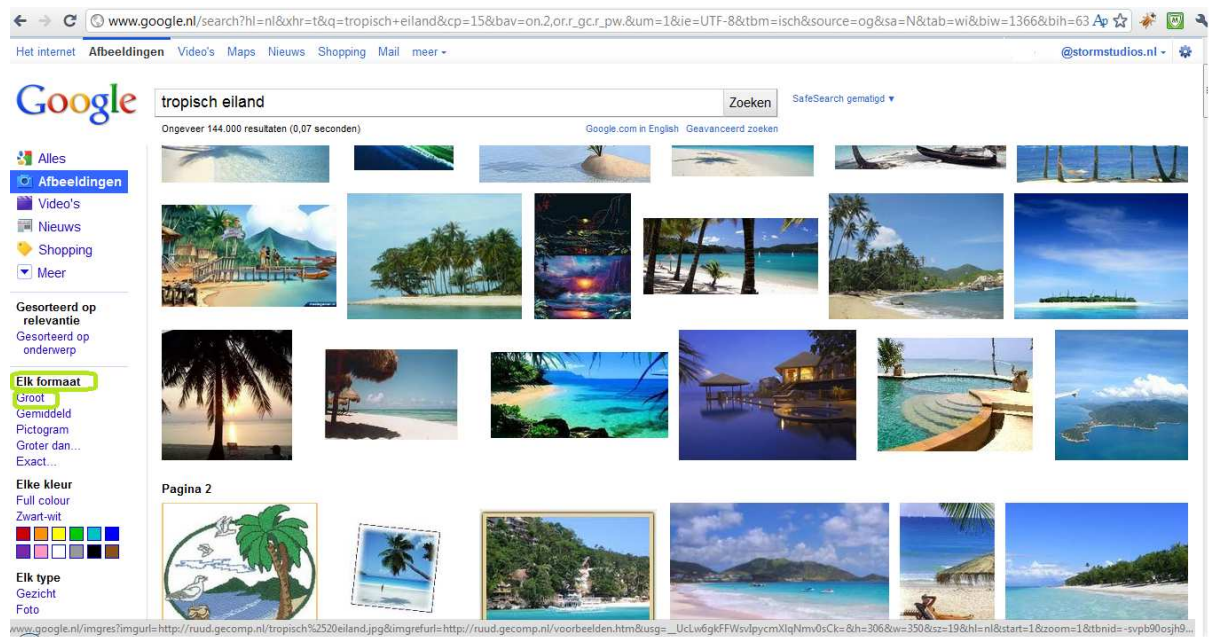 www.google.nl/search?hl=nl&xhr=t&q=tropisch+eiland&cp=15&bav=on.2,or.r_gc.r_pw.&um=1&ie=UTF-8&tbm=isch&source=og&sa=N&tab=wi&biw=1366&bih=63
Het internet Afbeeldingen Video's Maps Nieuws Shopping Mail meer
@stormstudios.nl
Google
tropisch eiland
Zoeken
SafeSearch gematigd
Ongeveer 144.000 resultaten (0,07 seconden)
Google.com in English Geavanceerd zoeken
Alles
Afbeeldingen
Video's
Nieuws
Shopping
Meer
Gesorteerd op
relevantie
Gesorteerd op
onderwerp
Elk formaat
Groot
Gemiddeld
Pictogram
Groter dan...
Exact...
Elke kleur
Full colour
Zwart-wit
Elk type
Gezicht
Foto
Pagina 2
www.google.nl/imgres?imgurl=http://ruud.gecomp.nl/tropisch%2520eiland.jpg&imgrefurl=http://ruud.gecomp.nl/voorbeelden.htm&usg=__UcLw6gkFFWsvIpycmXIqNmv0sCk=&h=306&w=350&sz=19&hl=nl&start=1&zoom=1&tbnid=-svpb90osjh9...